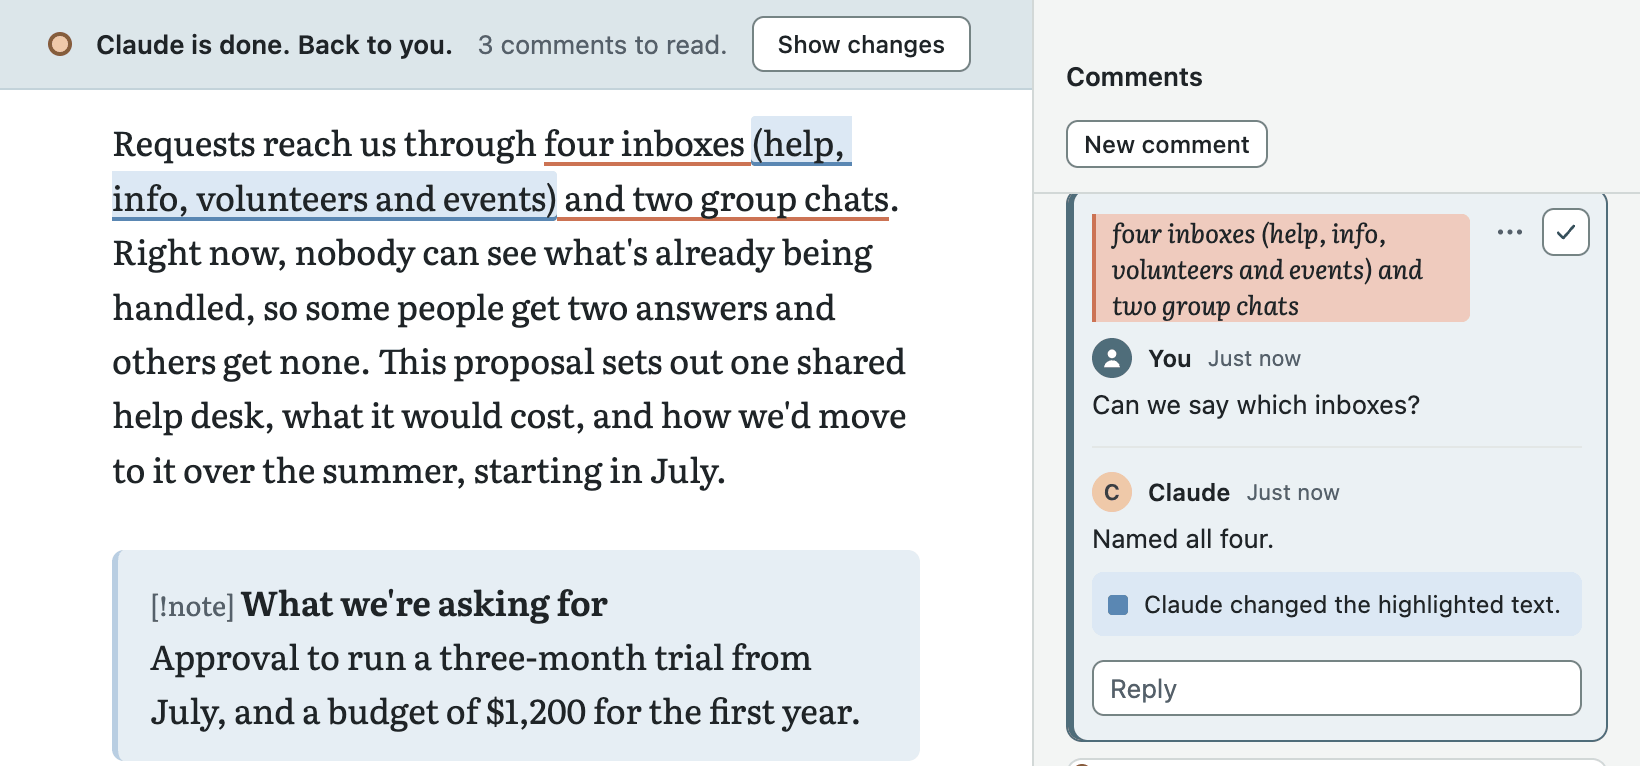 Claude is done. Back to you. 3 comments to read. Show changes
Requests reach us through four inboxes (help,
info, volunteers and events) and two group chats.
Right now, nobody can see what's already being
handled, so some people get two answers and
others get none. This proposal sets out one shared
help desk, what it would cost, and how we'd move
to it over the summer, starting in July.
[!note] What we're asking for
Approval to run a three-month trial from
July, and a budget of $1,200 for the first year.
Comments
New comment
four inboxes (help, info,
volunteers and events) and
two group chats
You Just now
Can we say which inboxes?
C Claude Just now
Named all four.
Claude changed the highlighted text.
Reply